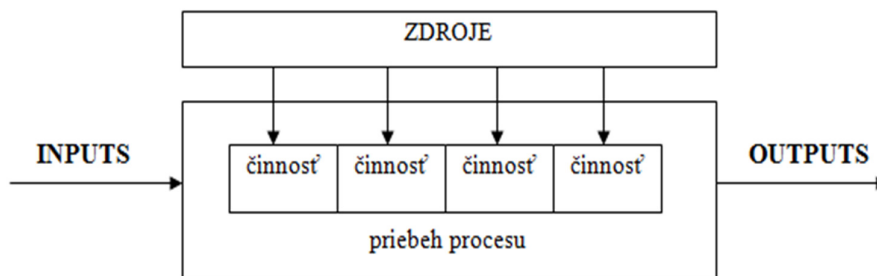 ZDROJE
INPUTS
činnosť činnosť činnosť činnosť
OUTPUTS
priebeh procesu